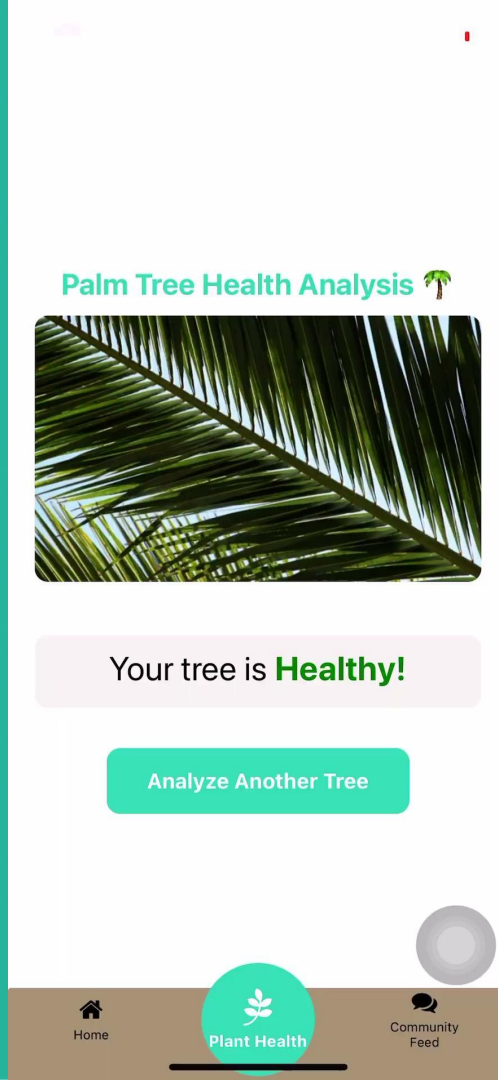 Palm Tree Health Analysis 🌴
Your tree is Healthy!
Analyze Another Tree
Home
Plant Health
Community
Feed